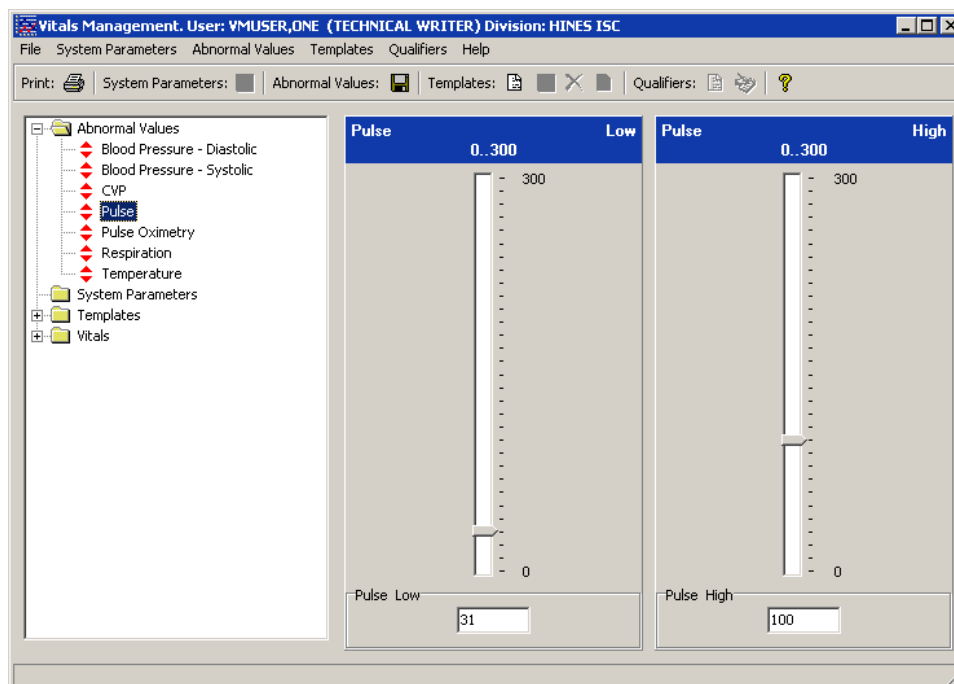 Vitals Management. User: VMUSER,ONE (TECHNICAL WRITER) Division: HINES ISC
File System Parameters Abnormal Values Templates Qualifiers Help
Print: System Parameters: Abnormal Values: Templates: Qualifiers:
Abnormal Values
Blood Pressure - Diastolic
Blood Pressure - Systolic
CVP
Pulse
Pulse Oximetry
Respiration
Temperature
System Parameters
Templates
Vitals
Pulse Low
0..300
300
0
Pulse Low
31
Pulse High
0..300
300
0
Pulse High
100